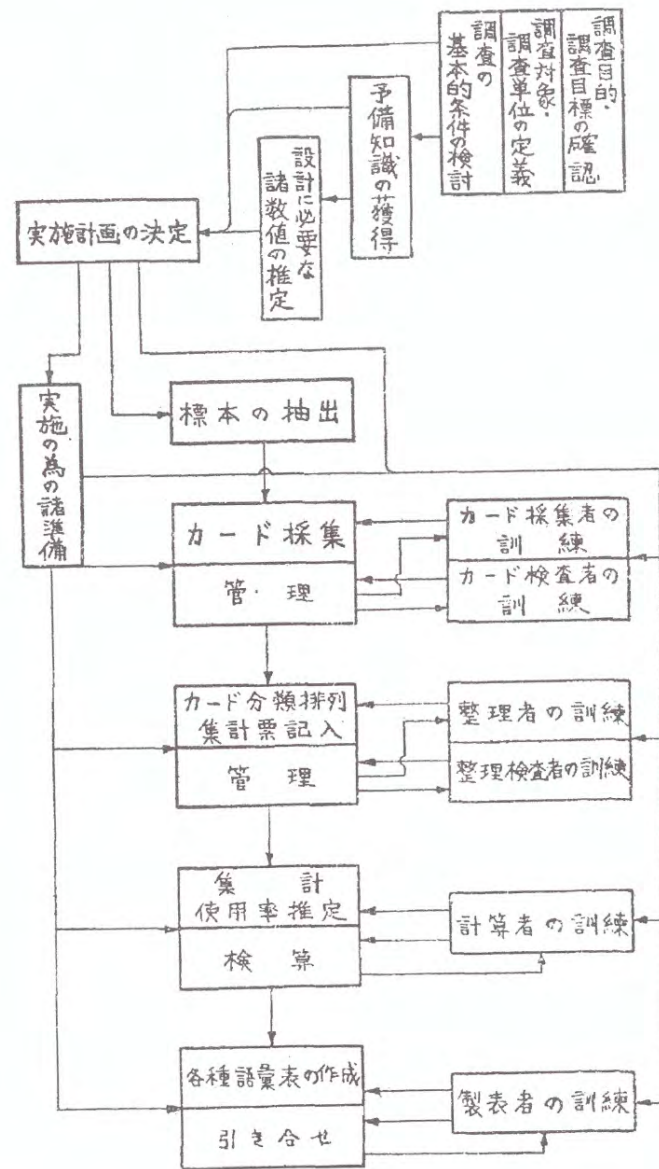 調査目的・
調査目標の確認
調査対象・
調査単位の定義
調査の
基本的条件の検討
予備知識の獲得
設計に必要な
諸数値の推定
実施計画の決定
実施の為の諸準備
標本の抽出
カード採集
管・理
カード採集者の
訓練
カード検査者の
訓練
カード分類排列
集計票記入
管理
整理者の訓練
整理検査者の訓練
集計
使用率推定
検算
計算者の訓練
各種語彙表の作成
引き合せ
製表者の訓練